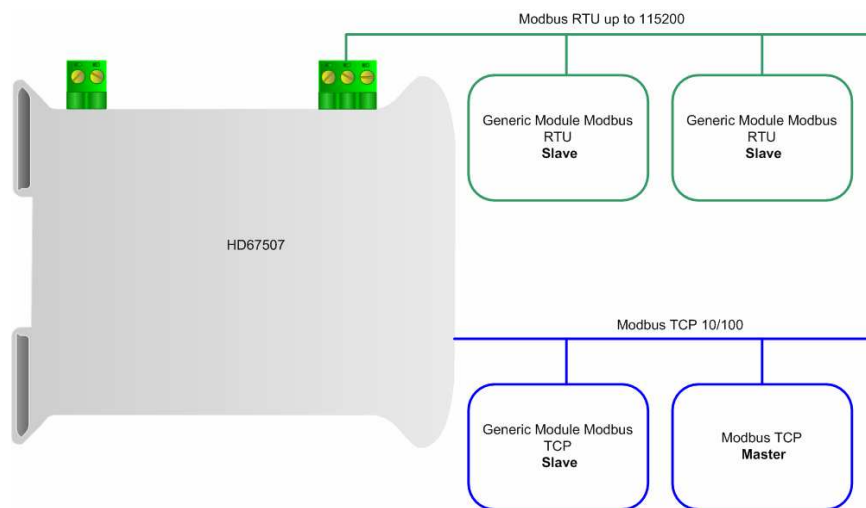 Modbus RTU up to 115200
Generic Module Modbus
RTU
Slave
Generic Module Modbus
RTU
Slave
HD67507
Modbus TCP 10/100
Generic Module Modbus
TCP
Slave
Modbus TCP
Master